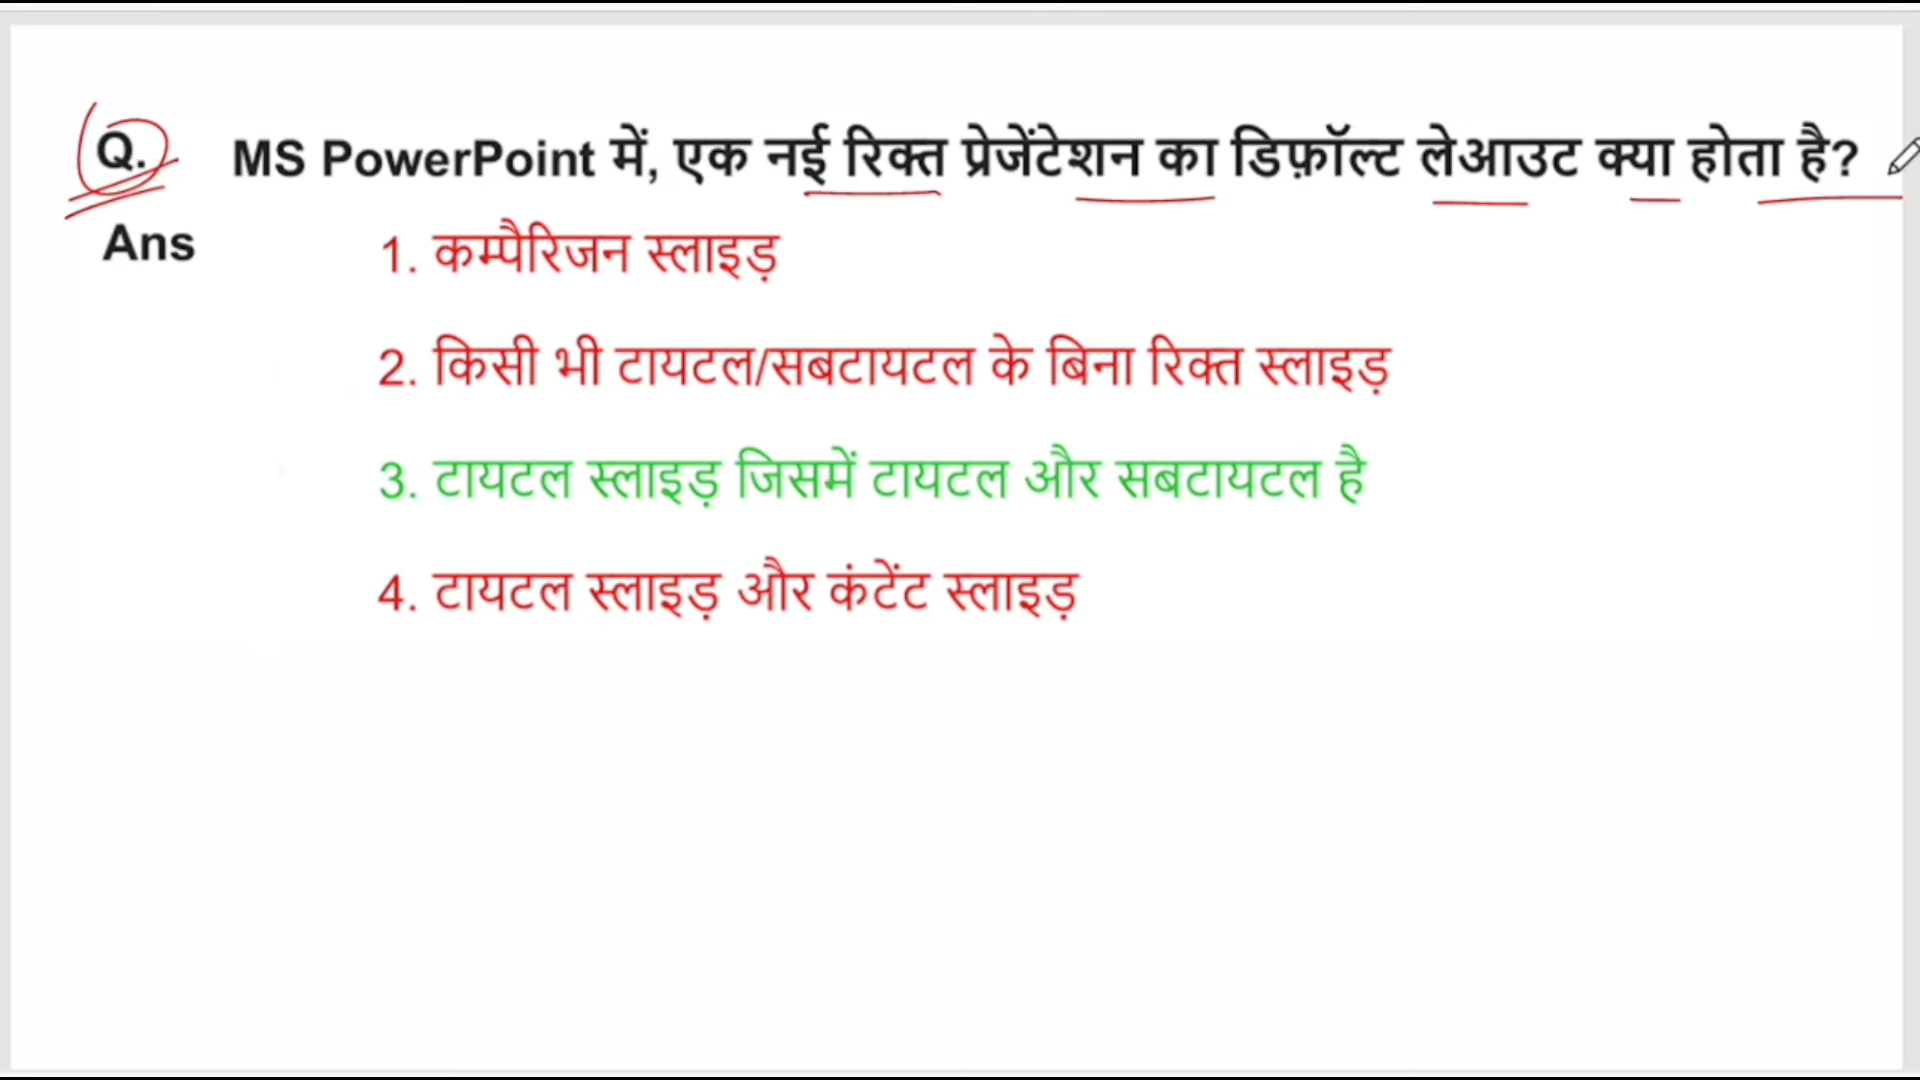 Q. MS PowerPoint में, एक नई रिक्त प्रेजेंटेशन का डिफ़ॉल्ट लेआउट क्या होता है?
Ans 1. कम्पैरिजन स्लाइड़
2. किसी भी टायटल/सबटायटल के बिना रिक्त स्लाइड़
3. टायटल स्लाइड़ जिसमें टायटल और सबटायटल है
4. टायटल स्लाइड़ और कंटेंट स्लाइड़